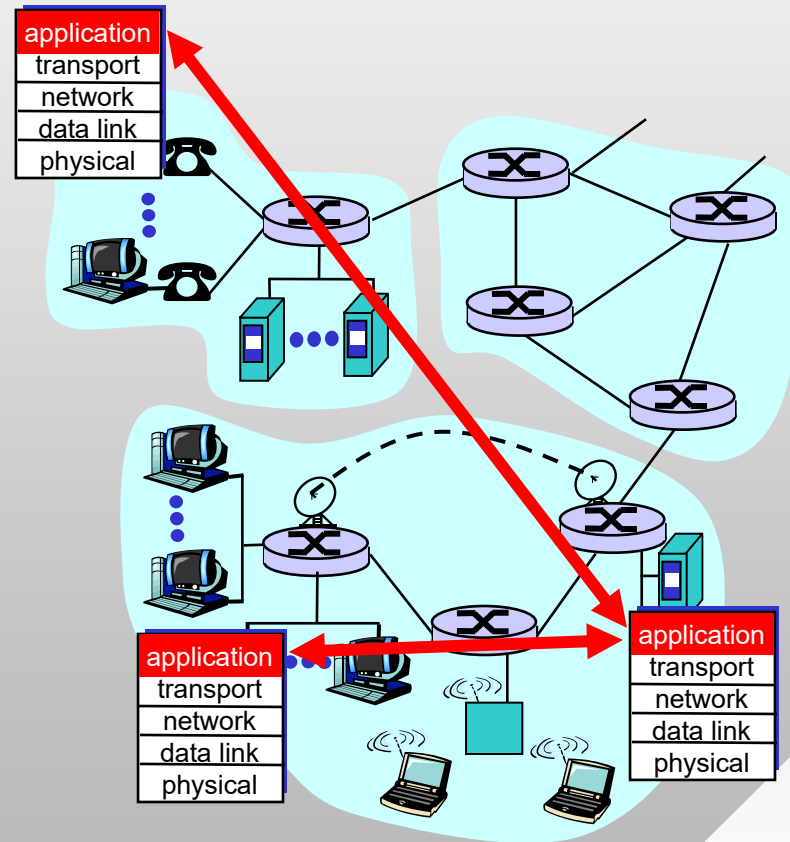 application
transport
network
data link
physical
application
transport
network
data link
physical
application
transport
network
data link
physical